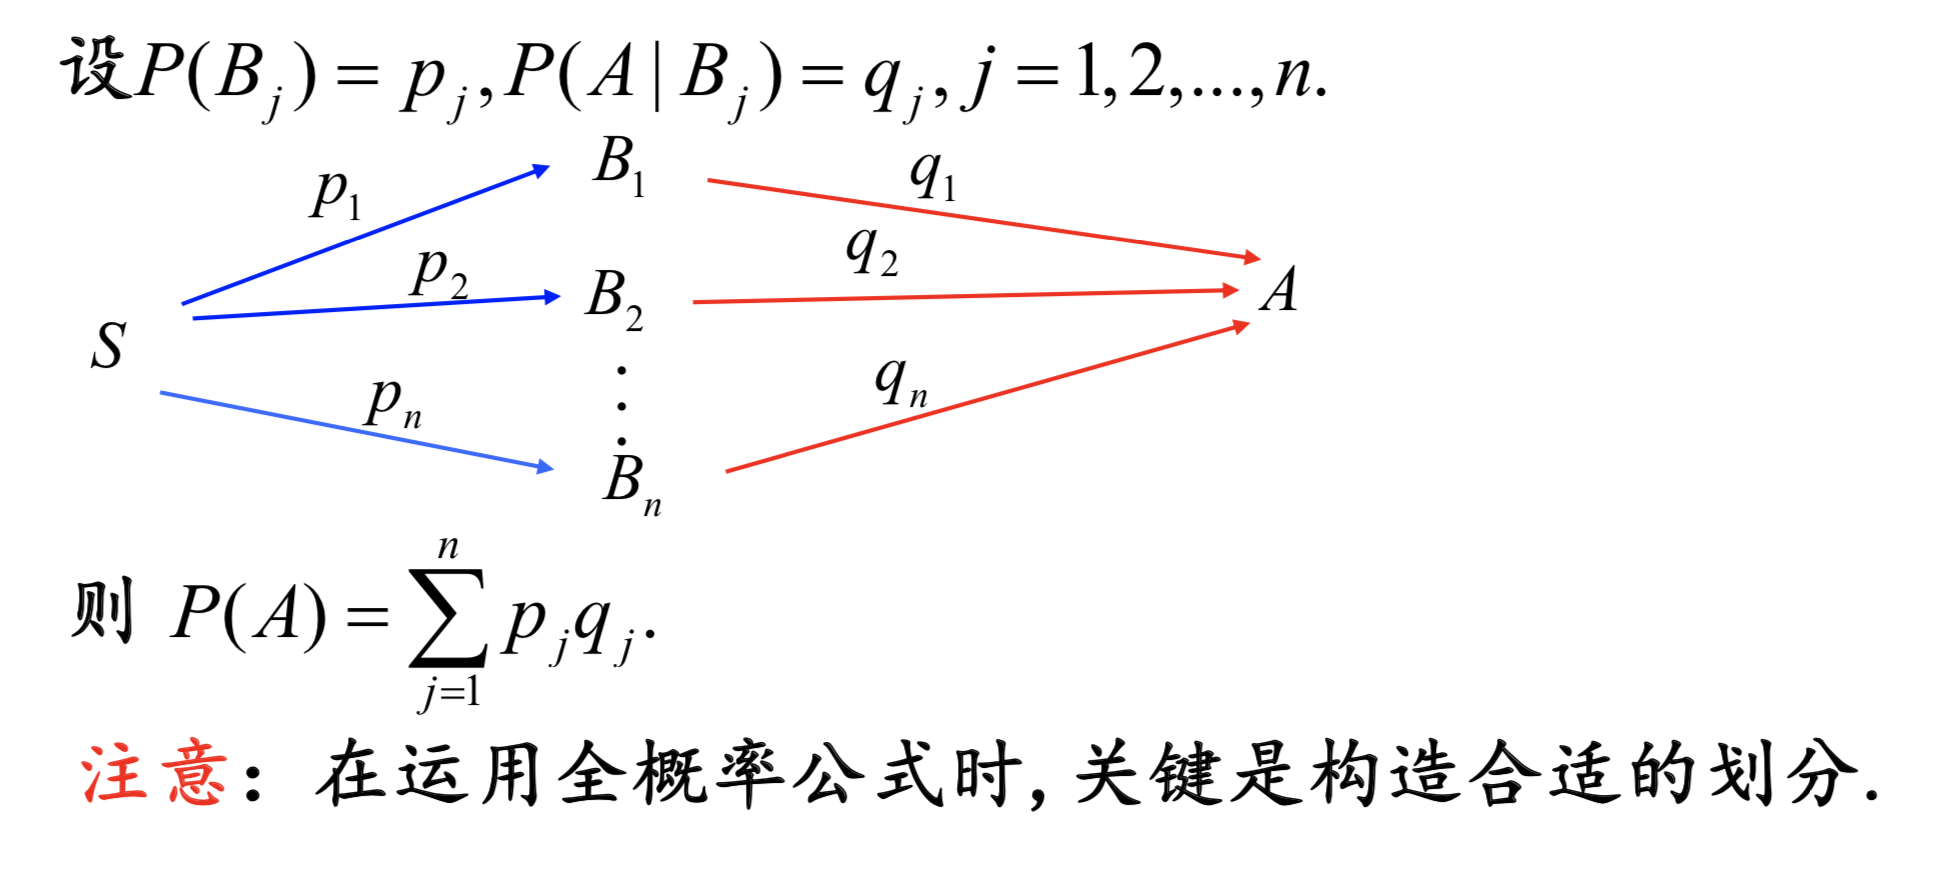 设P(B_j) = p_j, P(A | B_j) = q_j, j = 1, 2, ..., n.
p_1 B_1 q_1
p_2 B_2 q_2
S A
p_n ⋮ q_n
B_n
则 P(A) = \sum_{j=1}^{n} p_j q_j.
注意：在运用全概率公式时, 关键是构造合适的划分.